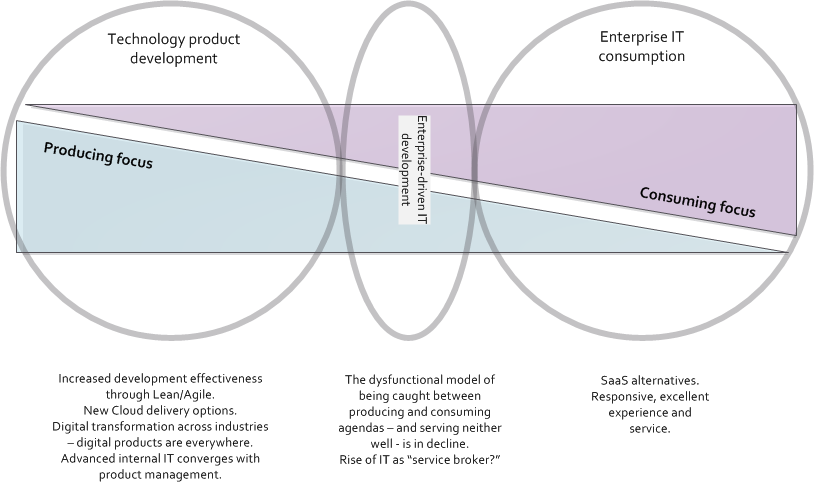 Technology product
development
Enterprise IT
consumption
Producing focus
Enterprise-driven IT
development
Consuming focus
Increased development effectiveness
through Lean/Agile.
New Cloud delivery options.
Digital transformation across industries
– digital products are everywhere.
Advanced internal IT converges with
product management.
The dysfunctional model of
being caught between
producing and consuming
agendas – and serving neither
well - is in decline.
Rise of IT as “service broker?”
SaaS alternatives.
Responsive, excellent
experience and
service.